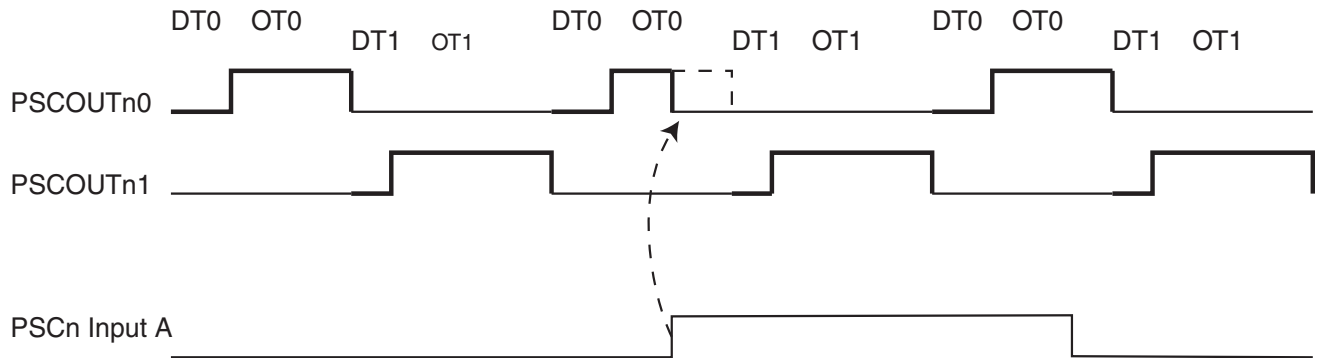 DT0 OT0 DT0 OT0 DT0 OT0
DT1 OT1 DT1 OT1 DT1 OT1
PSCOUTn0
PSCOUTn1
PSCn Input A